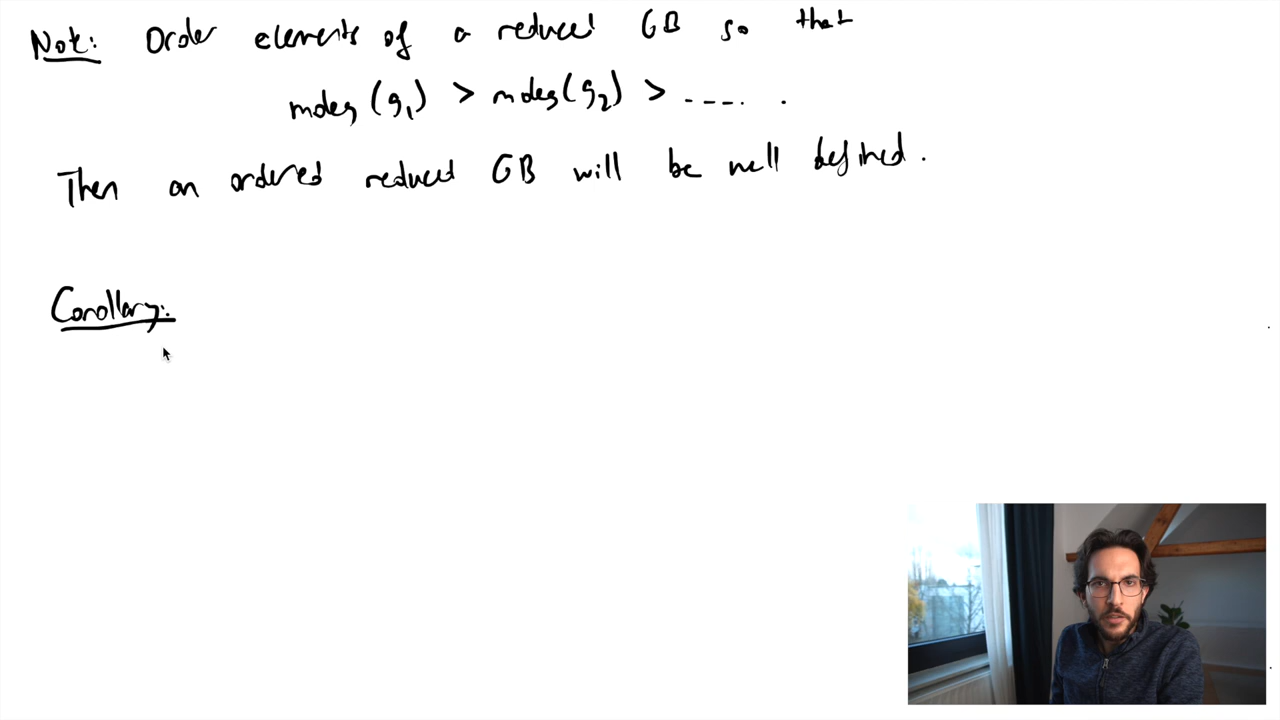 Note: Order elements of a reduced GB so that
mdeg (g₁) > mdeg(g₂) > ---- .
Then an ordered reduced GB will be well defined.
Corollary: